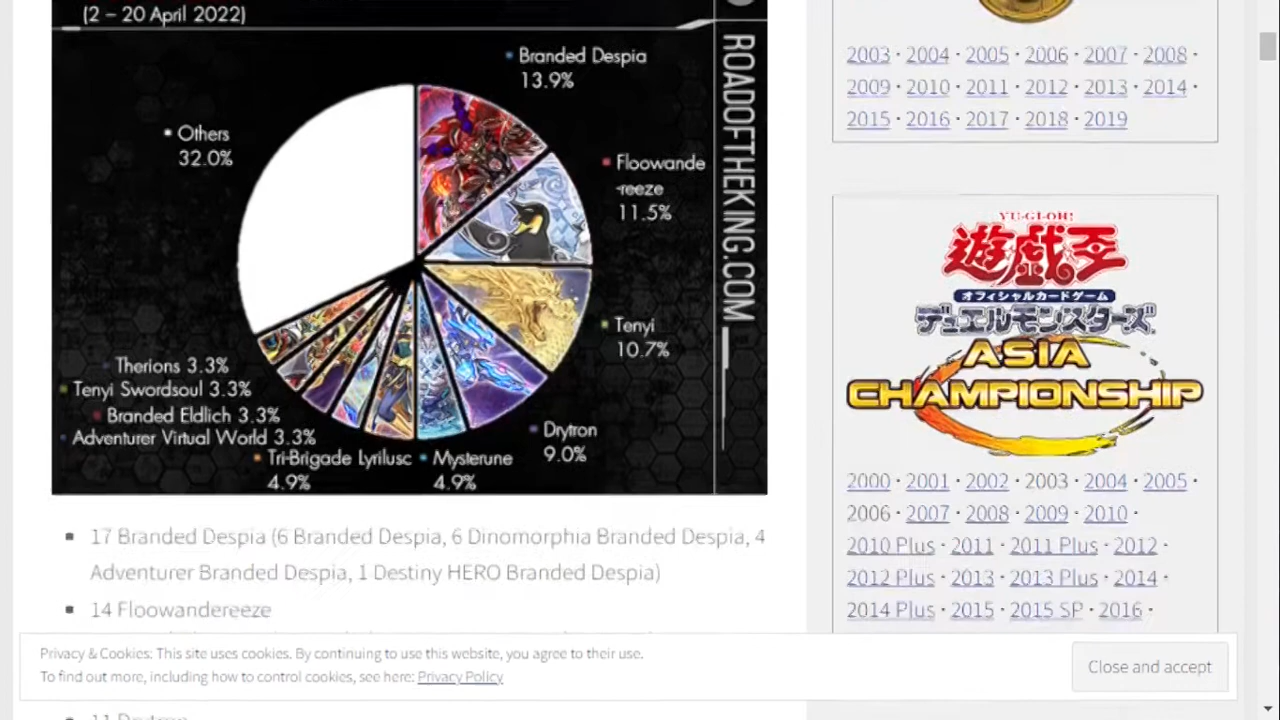 (2 – 20 April 2022)
Branded Despia
13.9%
Others
32.0%
Floowande
-reeze
11.5%
Tenyi
10.7%
Therions 3.3%
Tenyi Swordsoul 3.3%
Branded Eldlich 3.3%
Adventurer Virtual World 3.3%
Tri-Brigade Lyrilusc
4.9%
Mysterune
4.9%
Drytron
9.0%
ROADOFTHEKING.COM
17 Branded Despia (6 Branded Despia, 6 Dinomorphia Branded Despia, 4
Adventurer Branded Despia, 1 Destiny HERO Branded Despia)
14 Floowandereeze
2003 · 2004 · 2005 · 2006 · 2007 · 2008 ·
2009 · 2010 · 2011 · 2012 · 2013 · 2014 ·
2015 · 2016 · 2017 · 2018 · 2019
YU-GI-OH!
遊戯王
オフィシャルカードゲーム
デュエルモンスターズ
ASIA
CHAMPIONSHIP
2000 · 2001 · 2002 · 2003 · 2004 · 2005 ·
2006 · 2007 · 2008 · 2009 · 2010 ·
2010 Plus · 2011 · 2011 Plus · 2012 ·
2012 Plus · 2013 · 2013 Plus · 2014 ·
2014 Plus · 2015 · 2015 SP · 2016 ·
Privacy & Cookies: This site uses cookies. By continuing to use this website, you agree to their use.
To find out more, including how to control cookies, see here: Privacy Policy
Close and accept
11 Drytron